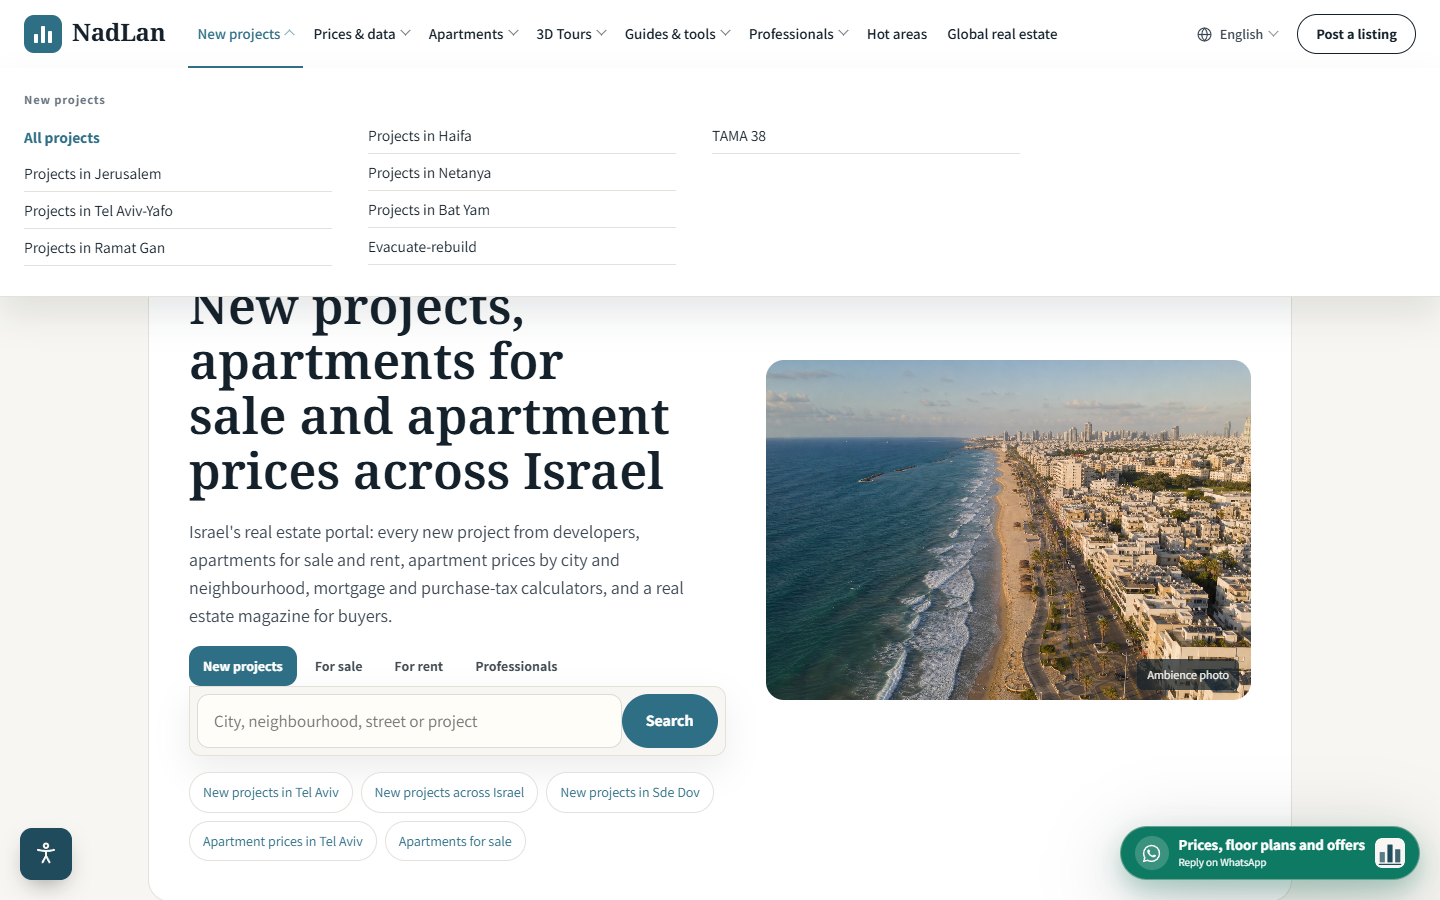 NadLan
New projects
Prices & data
Apartments
3D Tours
Guides & tools
Professionals
Hot areas
Global real estate
English
Post a listing
New projects
All projects
Projects in Jerusalem
Projects in Tel Aviv-Yafo
Projects in Ramat Gan
Projects in Haifa
Projects in Netanya
Projects in Bat Yam
Evacuate-rebuild
TAMA 38
New projects,
apartments for
sale and apartment
prices across Israel
Israel's real estate portal: every new project from developers,
apartments for sale and rent, apartment prices by city and
neighbourhood, mortgage and purchase-tax calculators, and a real
estate magazine for buyers.
New projects
For sale
For rent
Professionals
City, neighbourhood, street or project
Search
New projects in Tel Aviv
New projects across Israel
New projects in Sde Dov
Apartment prices in Tel Aviv
Apartments for sale
Ambience photo
Prices, floor plans and offers
Reply on WhatsApp